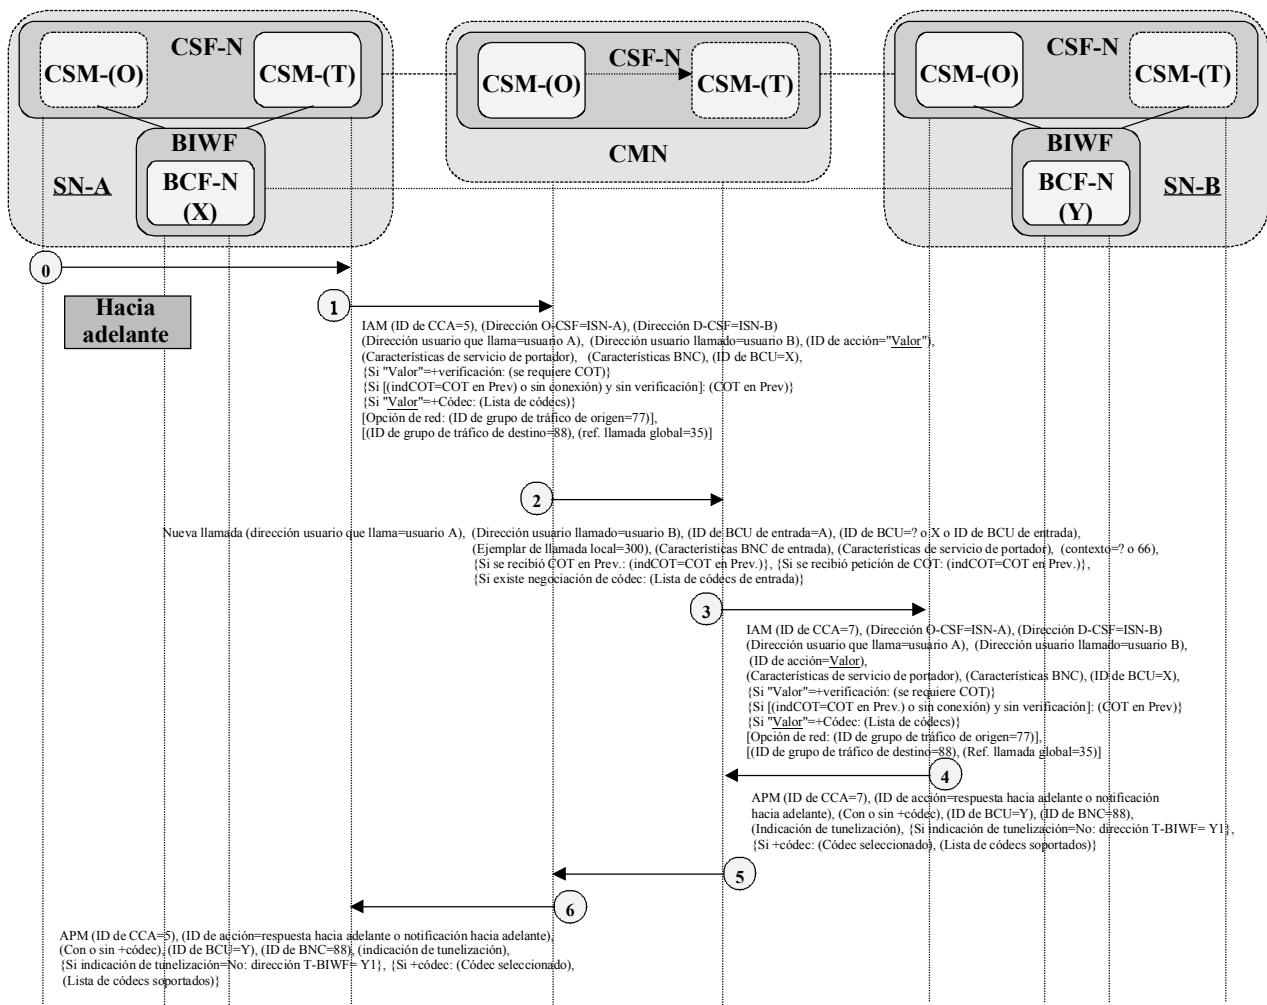 CSF-N
CSM-(O)
CSM-(T)
BIWF
BCF-N
(X)
SN-A
CSF-N
CSM-(O)
CSM-(T)
CMN
CSF-N
CSM-(O)
CSM-(T)
BIWF
BCF-N
(Y)
SN-B
0
Hacia
adelante
1
IAM (ID de CCA=5), (Dirección O-CSF=ISN-A), (Dirección D-CSF=ISN-B)
(Dirección usuario que llama=usuario A), (Dirección usuario llamado=usuario B), (ID de acción="Valor"),
(Características de servicio de portador), (Características BNC), (ID de BCU=X),
{Si "Valor"=+verificación: (se requiere COT)}
{Si [(indCOT=COT en Prev) o sin conexión) y sin verificación]: (COT en Prev)}
{Si "Valor"=+Códec: (Lista de códecs)}
[Opción de red: (ID de grupo de tráfico de origen=77)],
[(ID de grupo de tráfico de destino=88), (ref. llamada global=35)]
2
Nueva llamada (dirección usuario que llama=usuario A), (Dirección usuario llamado=usuario B), (ID de BCU de entrada=A), (ID de BCU=? o X o ID de BCU de entrada),
(Ejemplar de llamada local=300), (Características BNC de entrada), (Características de servicio de portador), (contexto=? o 66),
{Si se recibió COT en Prev.: (indCOT=COT en Prev.)}, {Si se recibió petición de COT: (indCOT=COT en Prev.)},
{Si existe negociación de códec: (Lista de códecs de entrada)}
3
IAM (ID de CCA=7), (Dirección O-CSF=ISN-A), (Dirección D-CSF=ISN-B)
(Dirección usuario que llama=usuario A), (Dirección usuario llamado=usuario B),
(ID de acción=Valor),
(Características de servicio de portador), (Características BNC), (ID de BCU=X),
{Si "Valor"=+verificación: (se requiere COT)}
{Si [(indCOT=COT en Prev.) o sin conexión) y sin verificación]: (COT en Prev)}
{Si "Valor"=+Códec: (Lista de códecs)}
[Opción de red: (ID de grupo de tráfico de origen=77)],
[(ID de grupo de tráfico de destino=88), (Ref. llamada global=35)]
4
APM (ID de CCA=7), (ID de acción=respuesta hacia adelante o notificación
hacia adelante), (Con o sin +códec), (ID de BCU=Y), (ID de BNC=88),
(Indicación de tunelización), {Si indicación de tunelización=No: dirección T-BIWF= Y1},
{Si +códec: (Códec seleccionado), (Lista de códecs soportados)}
5
6
APM (ID de CCA=5), (ID de acción=respuesta hacia adelante o notificación hacia adelante),
(Con o sin +códec), (ID de BCU=Y), (ID de BNC=88), (indicación de tunelización),
{Si indicación de tunelización=No: dirección T-BIWF= Y1}, {Si +códec: (Códec seleccionado),
(Lista de códecs soportados)}